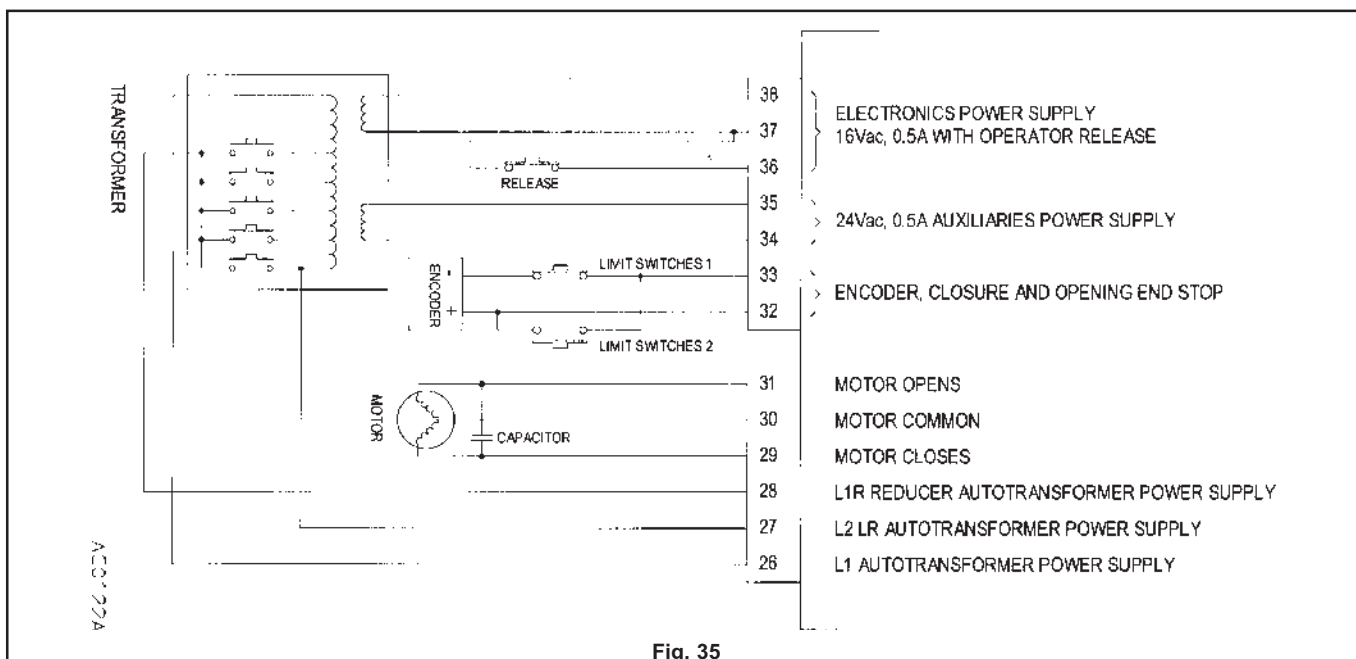 TRANSFORMER
38
37
36
35
34
33
32
31
30
29
28
27
26
ELECTRONICS POWER SUPPLY
16Vac, 0.5A WITH OPERATOR RELEASE
24Vac, 0.5A AUXILIARIES POWER SUPPLY
ENCODER, CLOSURE AND OPENING END STOP
MOTOR OPENS
MOTOR COMMON
MOTOR CLOSES
L1R REDUCER AUTOTRANSFORMER POWER SUPPLY
L2 LR AUTOTRANSFORMER POWER SUPPLY
L1 AUTOTRANSFORMER POWER SUPPLY
RELEASE
ENCODER
-
+
LIMIT SWITCHES 1
LIMIT SWITCHES 2
MOTOR
CAPACITOR
Fig. 35